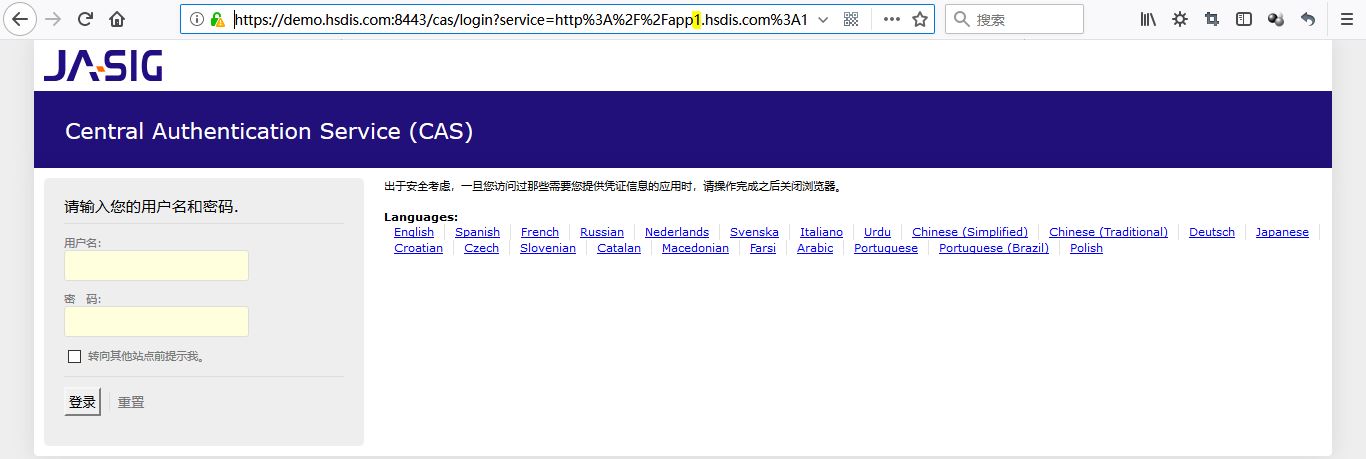 https://demo.hsdis.com:8443/cas/login?service=http%3A%2F%2Fapp1.hsdis.com%3A1
搜索
JA-SIG
Central Authentication Service (CAS)
请输入您的用户名和密码.
用户名:
密 码:
转向其他站点前提示我。
登录 重置
出于安全考虑，一旦您访问过那些需要您提供凭证信息的应用时，请操作完成之后关闭浏览器。
Languages:
English Spanish French Russian Nederlands Svenska Italiano Urdu Chinese (Simplified) Chinese (Traditional) Deutsch Japanese
Croatian Czech Slovenian Catalan Macedonian Farsi Arabic Portuguese Portuguese (Brazil) Polish